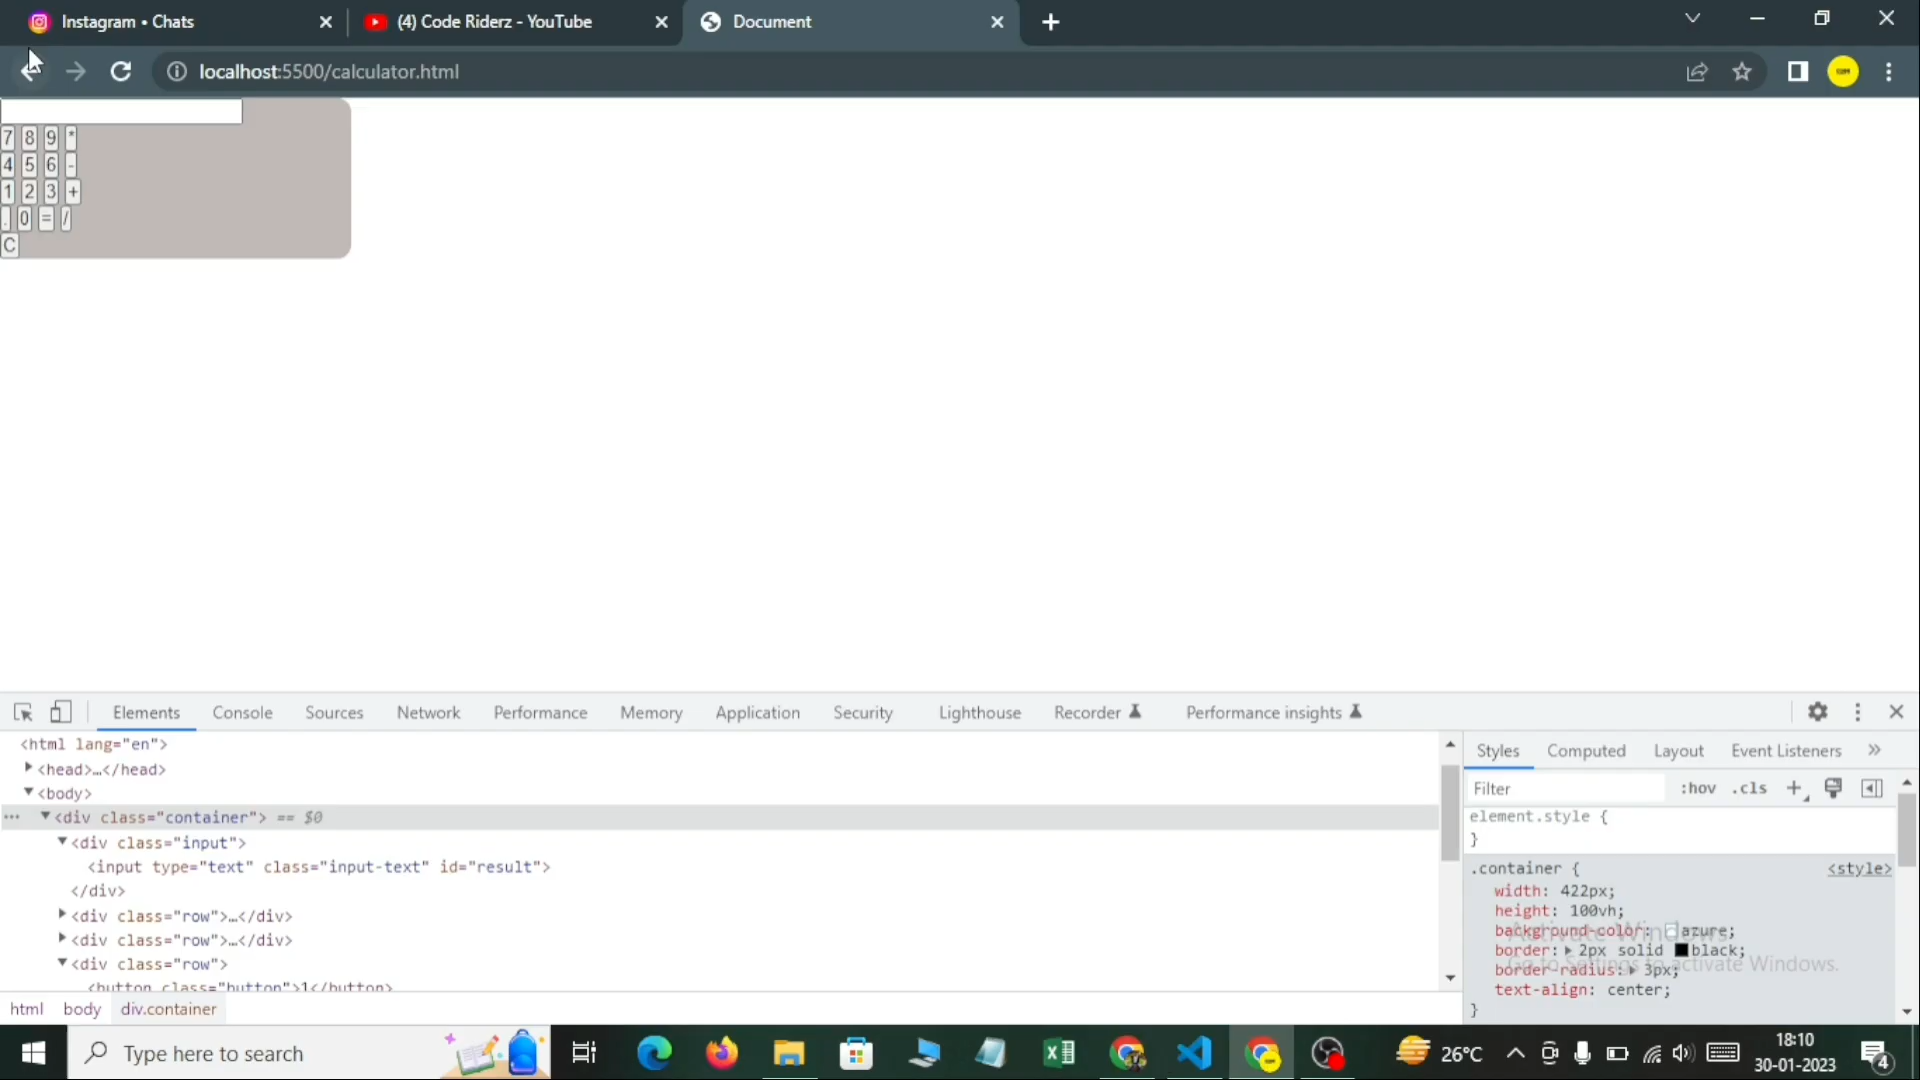 Instagram • Chats
(4) Code Riderz - YouTube
Document
localhost:5500/calculator.html
7 8 9 *
4 5 6 -
1 2 3 +
. 0 = /
C
Elements Console Sources Network Performance Memory Application Security Lighthouse Recorder Performance insights
<html lang="en">
<head>…</head>
<body>
<div class="container"> == $0
<div class="input">
<input type="text" class="input-text" id="result">
</div>
<div class="row">…</div>
<div class="row">…</div>
<div class="row">
<button class="button">1</button>
html body div.container
Styles Computed Layout Event Listeners
Filter :hov .cls
element.style {
}
.container { <style>
width: 422px;
height: 100vh;
background-color: azure;
border: 2px solid black;
border-radius: 3px;
text-align: center;
}
Activate Windows
Go to Settings to activate Windows.
Type here to search
26°C
18:10
30-01-2023
4